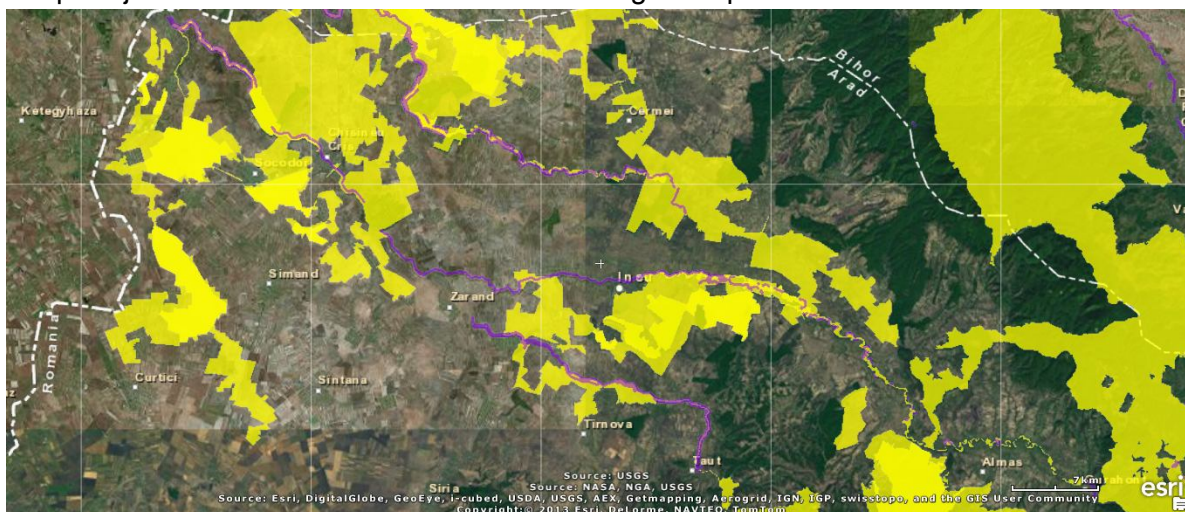 Bihor
Arad
Ketegyhaza
Cermei
Chisineu
Cris
Socodor
Simand
Zarand
Romania
Curtici
Sintana
Tirnova
Taut
Almas
Siria
7km
Source: USGS
Source: NASA, NGA, USGS
Source: Esri, DigitalGlobe, GeoEye, i-cubed, USDA, USGS, AEX, Getmapping, Aerogrid, IGN, IGP, swisstopo, and the GIS User Community
Copyright:© 2013 Esri, DeLorme, NAVTEQ, TomTom
esri